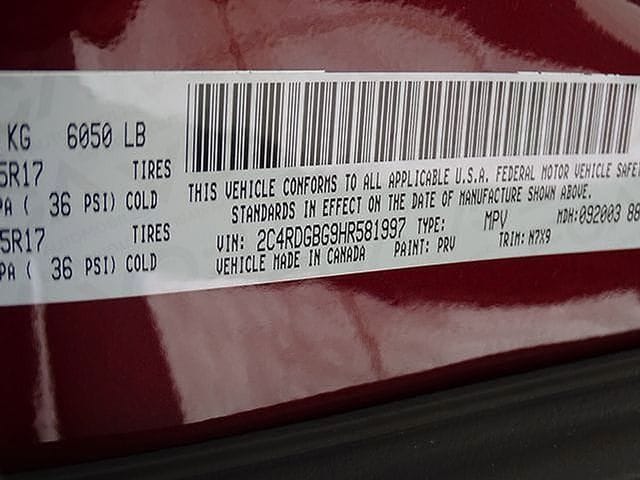 KG 6050 LB
5R17 TIRES
PA ( 36 PSI) COLD
5R17 TIRES
PA ( 36 PSI) COLD
THIS VEHICLE CONFORMS TO ALL APPLICABLE U.S.A. FEDERAL MOTOR VEHICLE SAFE
STANDARDS IN EFFECT ON THE DATE OF MANUFACTURE SHOWN ABOVE.
VIN: 2C4RDGBG9HR581997 TYPE: MPV MDH:092003 88
VEHICLE MADE IN CANADA PAINT: PRV TRIM: N7X9